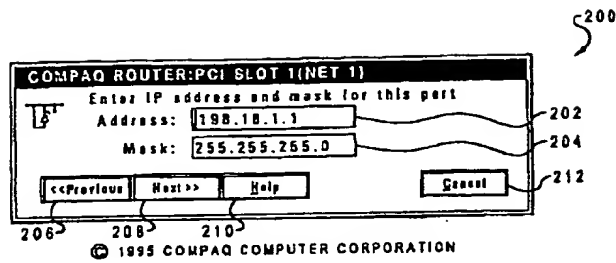 200
COMPAQ ROUTER:PCI SLOT 1(NET 1)
Enter IP address and mask for this port
Address: 198.18.1.1
202
Mask: 255.255.255.0
204
<<Previous Next>> Help Cancel
212
206 208 210
© 1995 COMPAQ COMPUTER CORPORATION